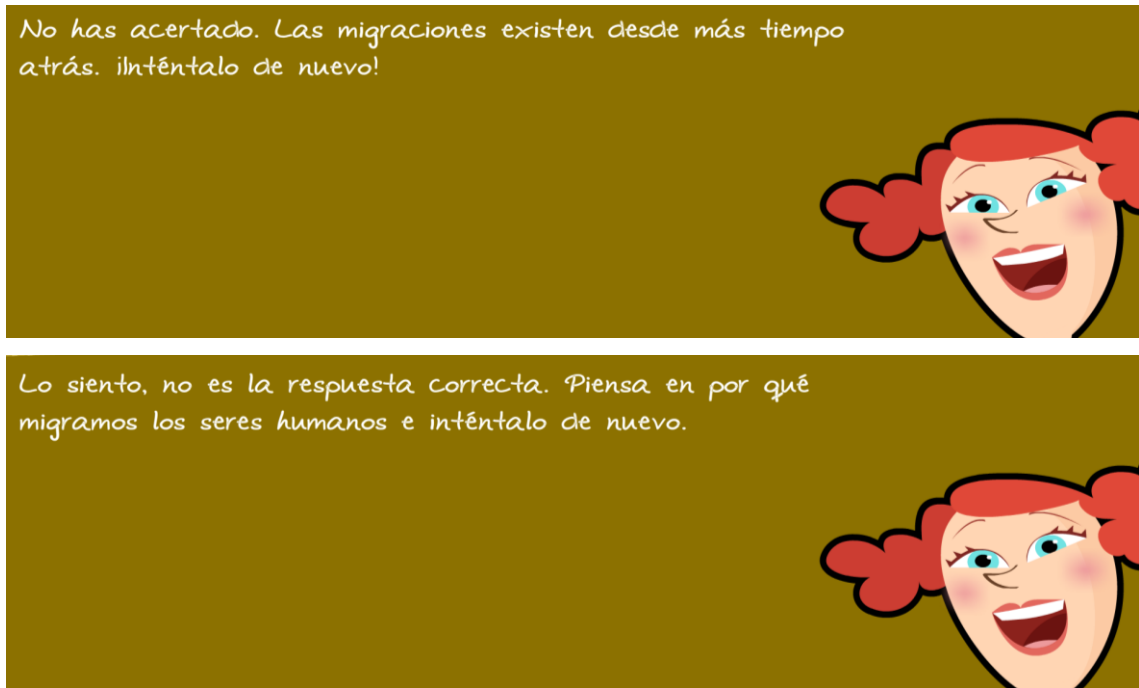 No has acertado. Las migraciones existen desde más tiempo
atrás. ¡Inténtalo de nuevo!
Lo siento, no es la respuesta correcta. Piensa en por qué
migramos los seres humanos e inténtalo de nuevo.